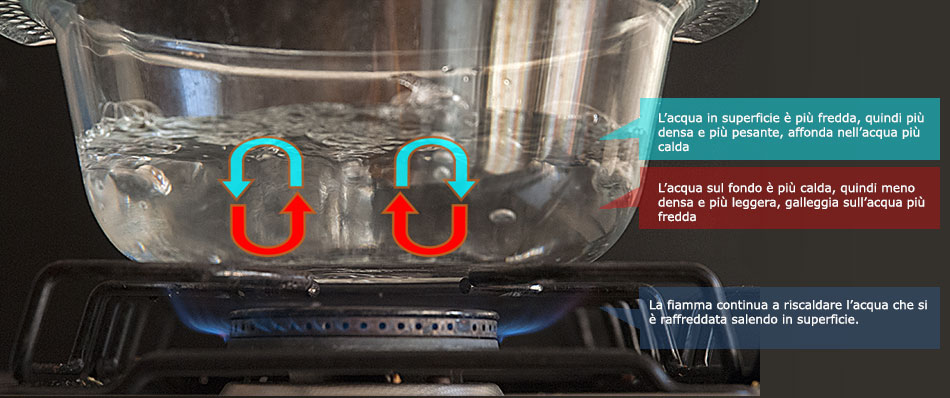 L'acqua in superficie è più fredda, quindi più
densa e più pesante, affonda nell'acqua più
calda
L'acqua sul fondo è più calda, quindi meno
densa e più leggera, galleggia sull'acqua più
fredda
La fiamma continua a riscaldare l'acqua che si
è raffreddata salendo in superficie.